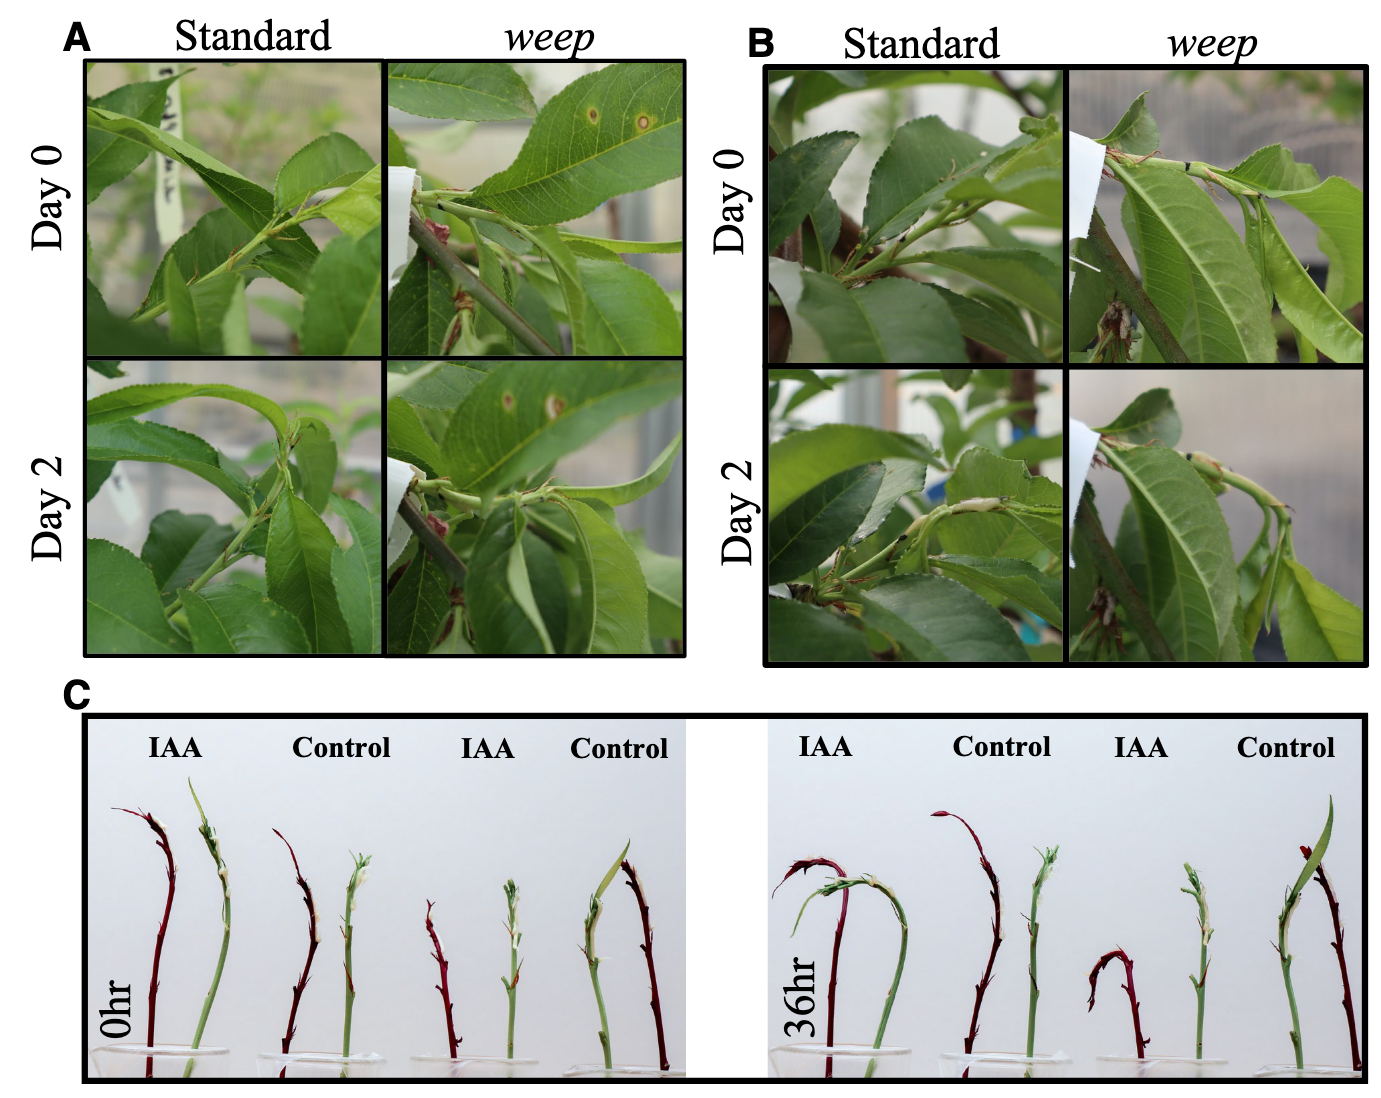 A
Standard
weep
Day 0
Day 2
B
Standard
weep
Day 0
Day 2
C
IAA
Control
IAA
Control
0hr
IAA
Control
IAA
Control
36hr